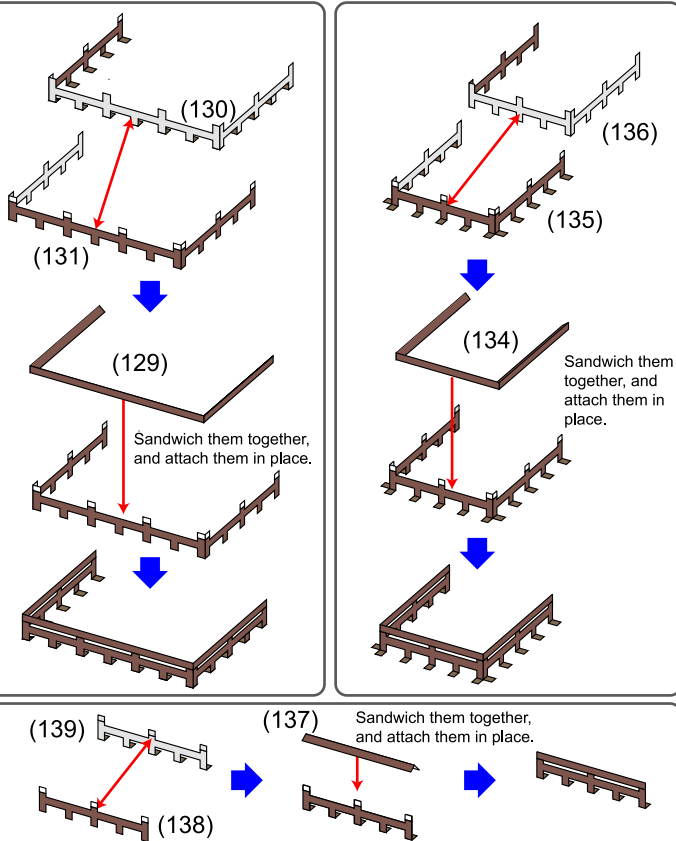 (130)
(131)
(129)
Sandwich them together,
and attach them in place.
(136)
(135)
(134)
Sandwich them
together, and
attach them in
place.
(139)
(138)
(137)
Sandwich them together,
and attach them in place.